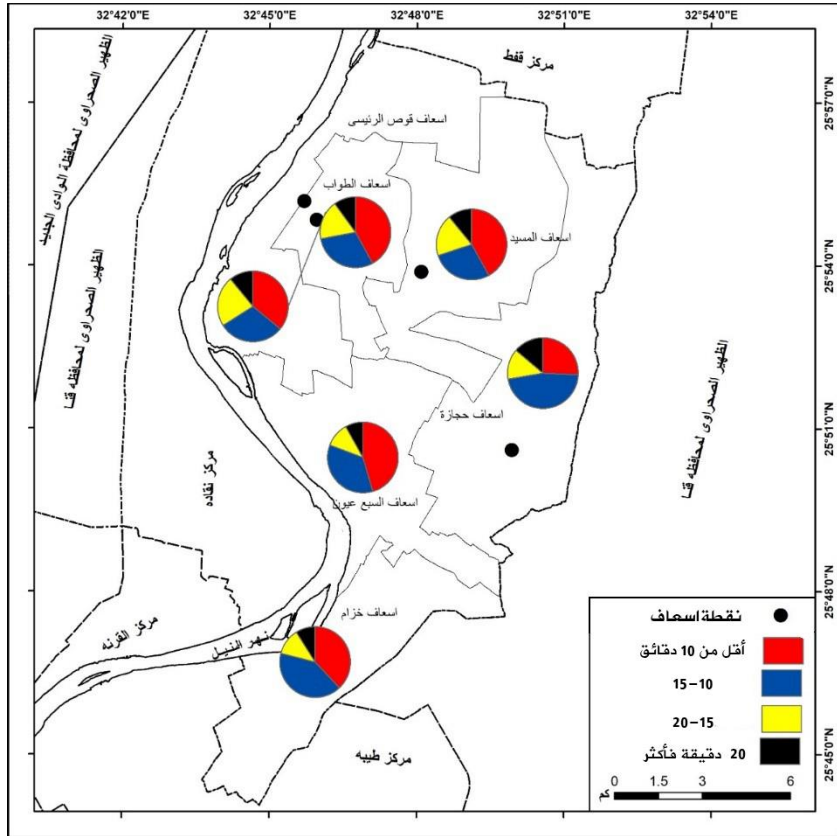 32°42'0"E
32°45'0"E
32°48'0"E
32°51'0"E
32°54'0"E
مركز قفط
25°57'0"N
الظهير الصحراوى لمحافظة الوادى الجديد
اسعاف قوص الرئيسى
اسعاف الطواب
اسعاف المسيد
25°54'0"N
الظهير الصحراوى لمحافظه قنا
الظهير الصحراوى لمحافظه قنا
اسعاف حجازة
25°51'0"N
مركز نقاده
اسعاف السبع عيون
25°48'0"N
اسعاف خزام
مركز القرنه
نهر النيل
مركز طيبه
25°45'0"N
نقطة اسعاف
أقل من 10 دقائق
10–15
15–20
20 دقيقة فأكثر
0 1.5 3 6
كم